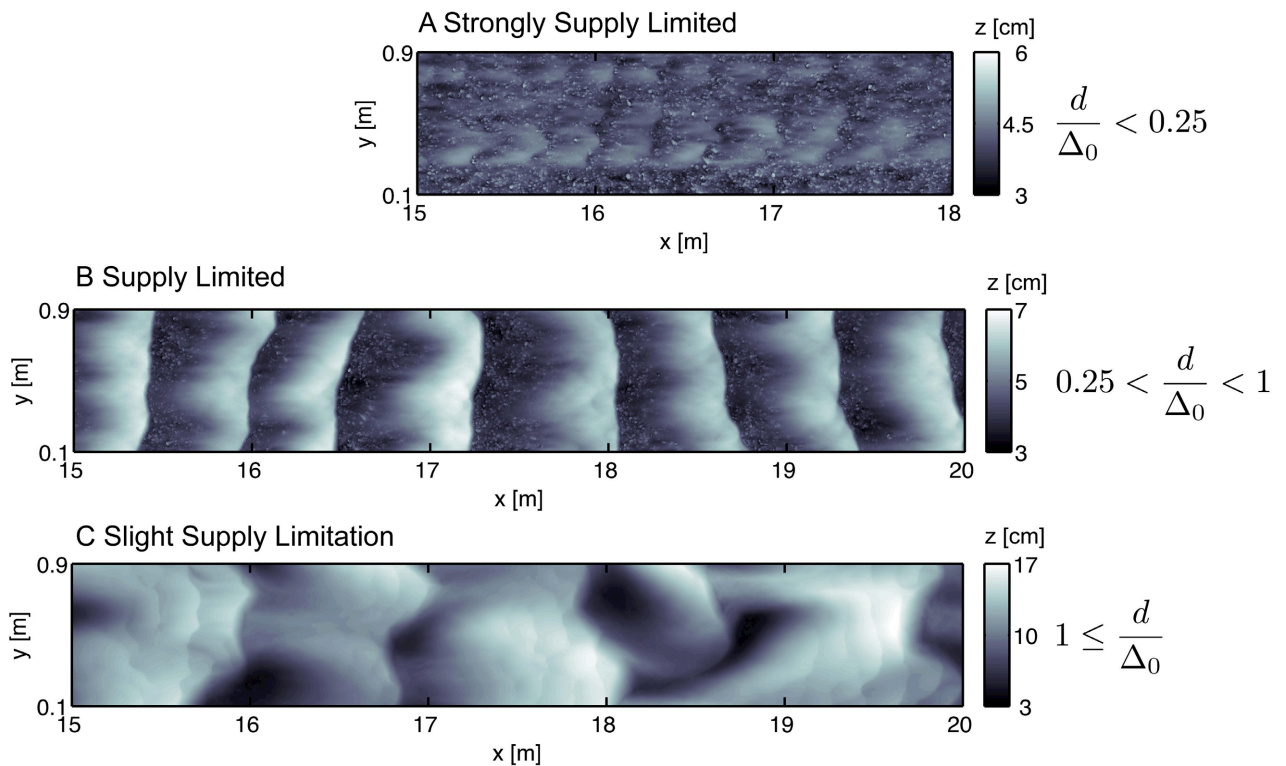 A Strongly Supply Limited
z [cm]
0.9
6
y [m]
4.5
d/Δ₀ < 0.25
0.1
3
15 16 17 18
x [m]
B Supply Limited
z [cm]
0.9
7
y [m]
5
0.25 < d/Δ₀ < 1
0.1
3
15 16 17 18 19 20
x [m]
C Slight Supply Limitation
z [cm]
0.9
17
y [m]
10
1 ≤ d/Δ₀
0.1
3
15 16 17 18 19 20
x [m]